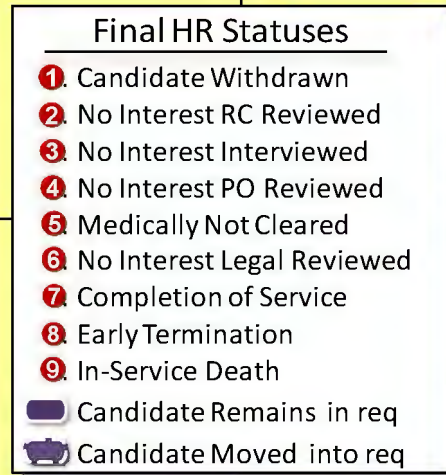 Final HR Statuses
1. Candidate Withdrawn
2. No Interest RC Reviewed
3. No Interest Interviewed
4. No Interest PO Reviewed
5. Medically Not Cleared
6. No Interest Legal Reviewed
7. Completion of Service
8. Early Termination
9. In-Service Death
Candidate Remains in req
Candidate Moved into req